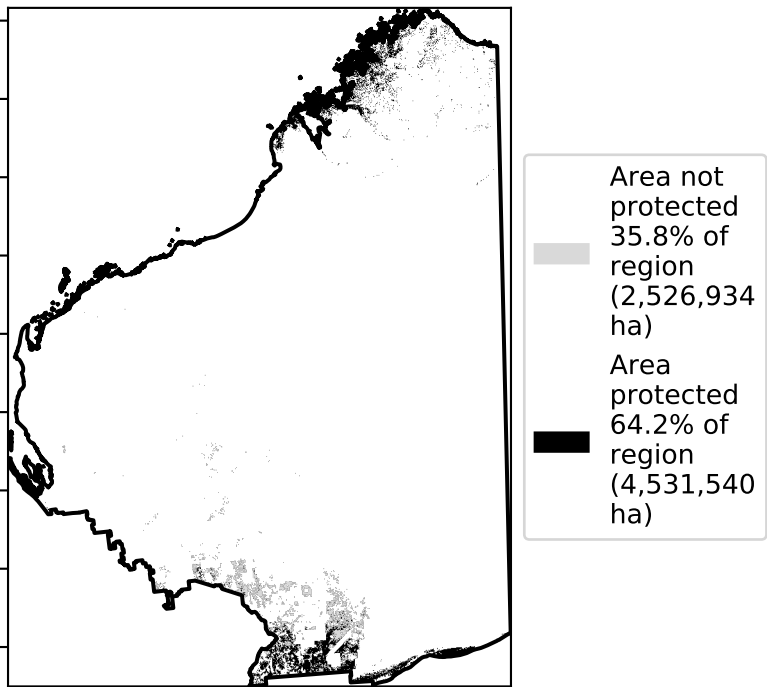 Area not
protected
35.8% of
region
(2,526,934
ha)
Area
protected
64.2% of
region
(4,531,540
ha)